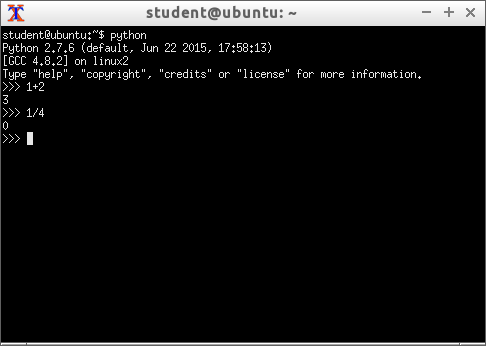 student@ubuntu: ~
student@ubuntu:~$ python
Python 2.7.6 (default, Jun 22 2015, 17:58:13)
[GCC 4.8.2] on linux2
Type "help", "copyright", "credits" or "license" for more information.
>>> 1+2
3
>>> 1/4
0
>>>